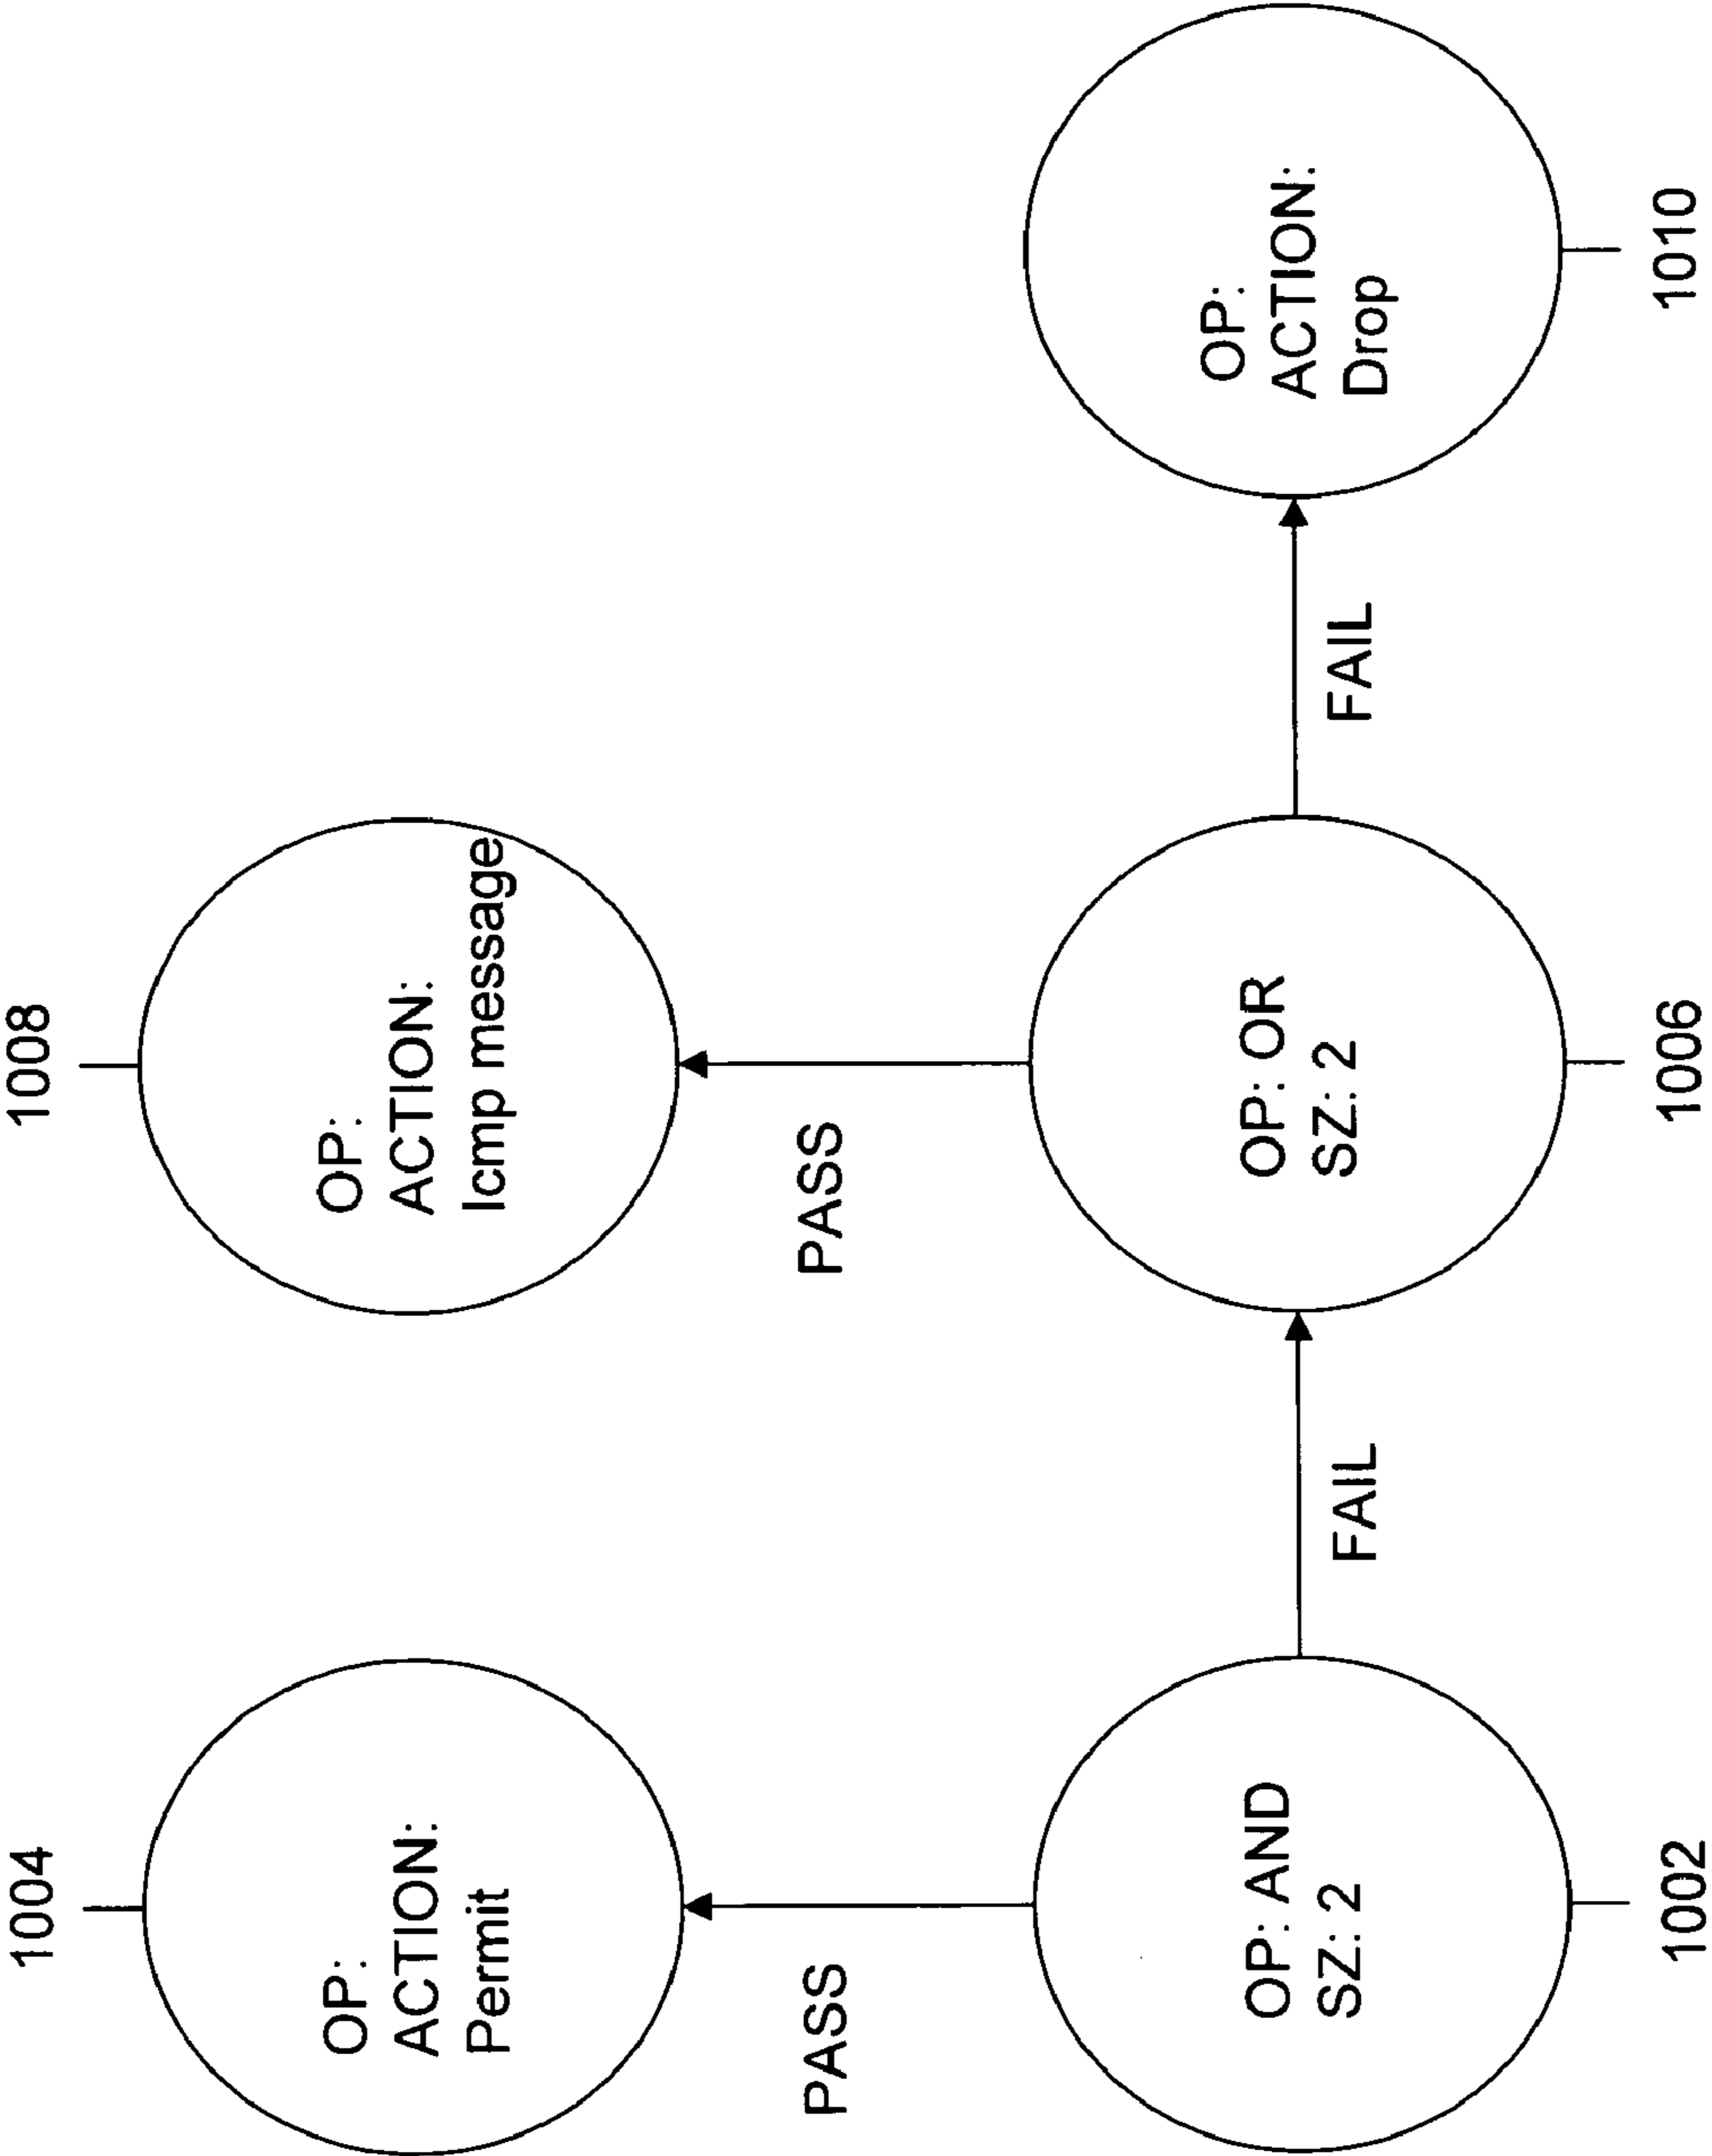 1004
1008
OP:
ACTION:
Permit
OP:
ACTION:
Icmp message
PASS
PASS
OP: AND
SZ: 2
FAIL
OP: OR
SZ: 2
FAIL
OP:
ACTION:
Drop
1002
1006
1010